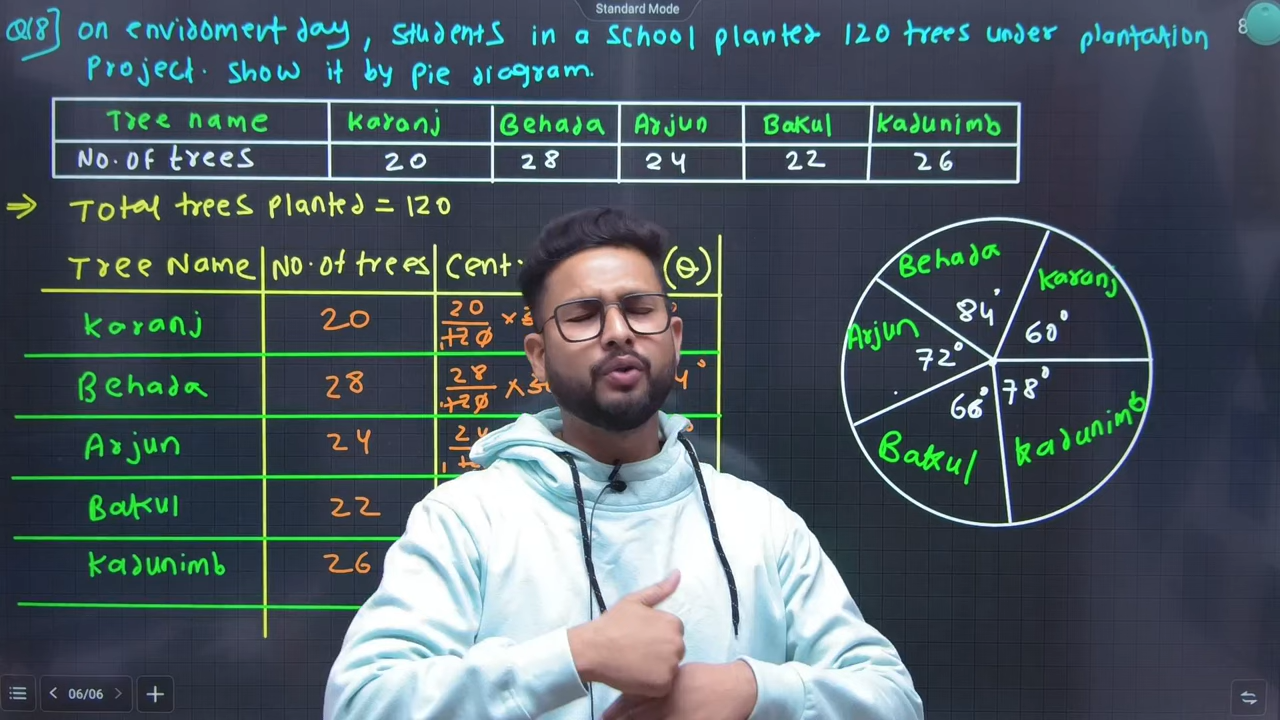 Standard Mode
Q18] on envidoment day, students in a school planted 120 trees under plantation
project. show it by pie diagram.
8
Tree name Karanj Behada Arjun Bakul Kadunimb
No. of trees 20 28 24 22 26
⇒ Total trees planted = 120
Tree Name No. of trees Cent. (θ)
Karanj 20 20/120 ×
Behada 28 28/120 × 4°
Arjun 24
Bakul 22
Kadunimb 26
Behada 84°
Karanj 60°
Arjun 72°
Bakul 66°
78° Kadunimb
06/06